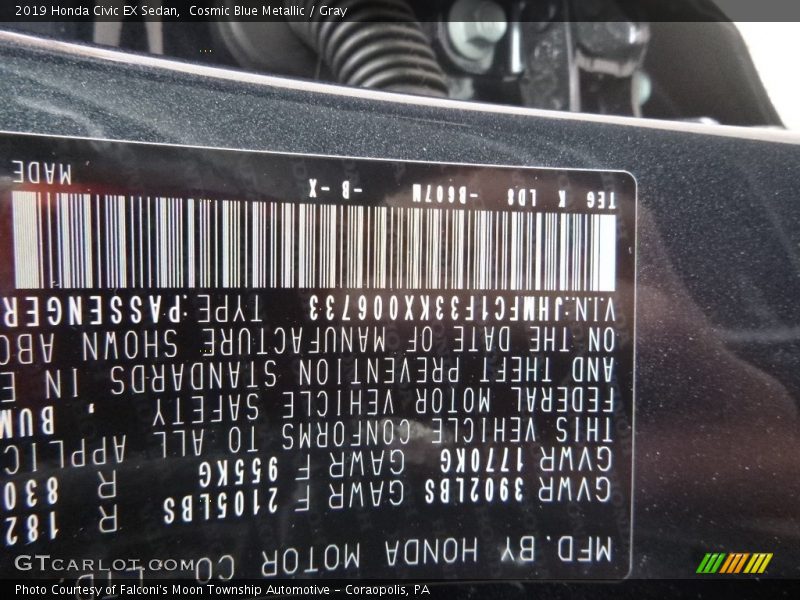 2019 Honda Civic EX Sedan,  Cosmic Blue Metallic / Gray
MFD. BY HONDA MOTOR CO., LTD.
GVWR 3902LBS GAWR F 2105LBS R 182
GVWR 1770KG GAWR F 955KG R 830
THIS VEHICLE CONFORMS TO ALL APPLIC
FEDERAL MOTOR VEHICLE SAFETY , BUM
AND THEFT PREVENTION STANDARDS IN E
ON THE DATE OF MANUFACTURE SHOWN ABO
V.I.N.:JHMFC1F33KX006733 TYPE:PASSENGER
TEG K LD8 -B607M -B-X MADE
GTCARLOT.COM
Photo Courtesy of Falconi's Moon Township Automotive - Coraopolis, PA